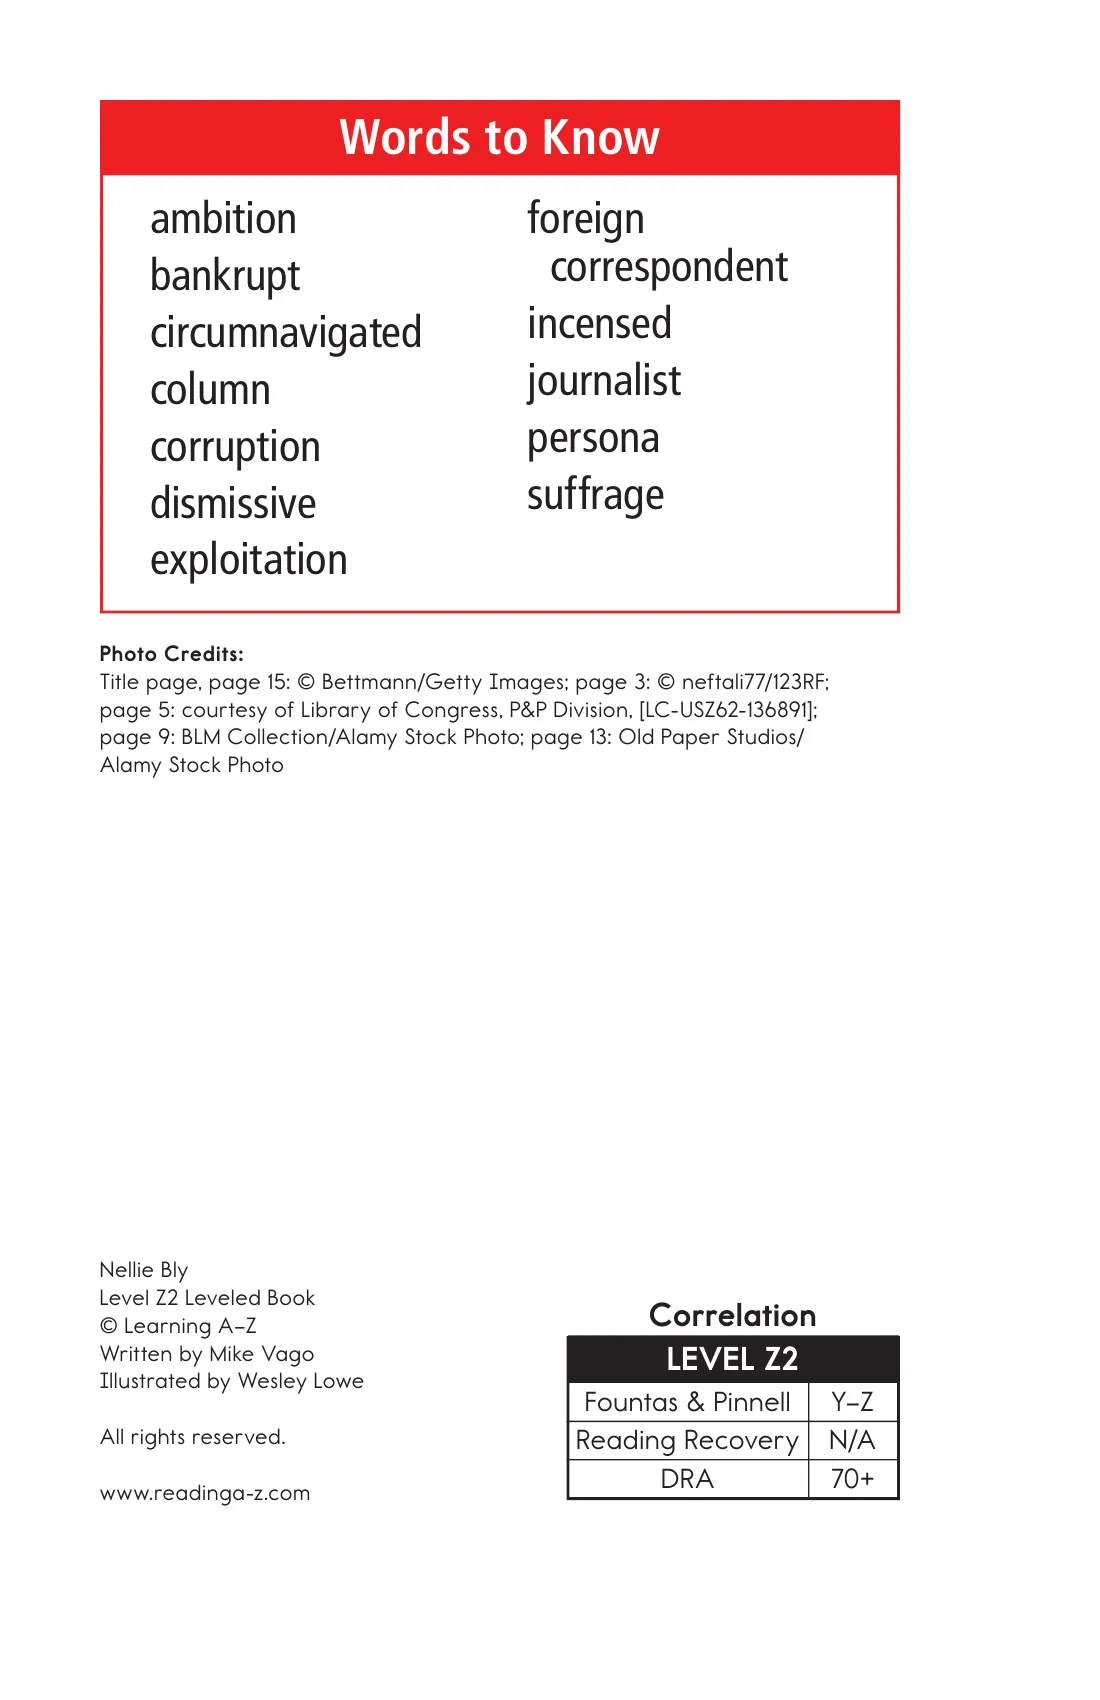 Words to Know
ambition
bankrupt
circumnavigated
column
corruption
dismissive
exploitation
foreign
correspondent
incensed
journalist
persona
suffrage
Photo Credits:
Title page, page 15: © Bettmann/Getty Images; page 3: © neftali77/123RF;
page 5: courtesy of Library of Congress, P&P Division, [LC-USZ62-136891];
page 9: BLM Collection/Alamy Stock Photo; page 13: Old Paper Studios/
Alamy Stock Photo
Nellie Bly
Level Z2 Leveled Book
© Learning A–Z
Written by Mike Vago
Illustrated by Wesley Lowe
All rights reserved.
www.readinga-z.com
Correlation
LEVEL Z2
Fountas & Pinnell Y–Z
Reading Recovery N/A
DRA 70+